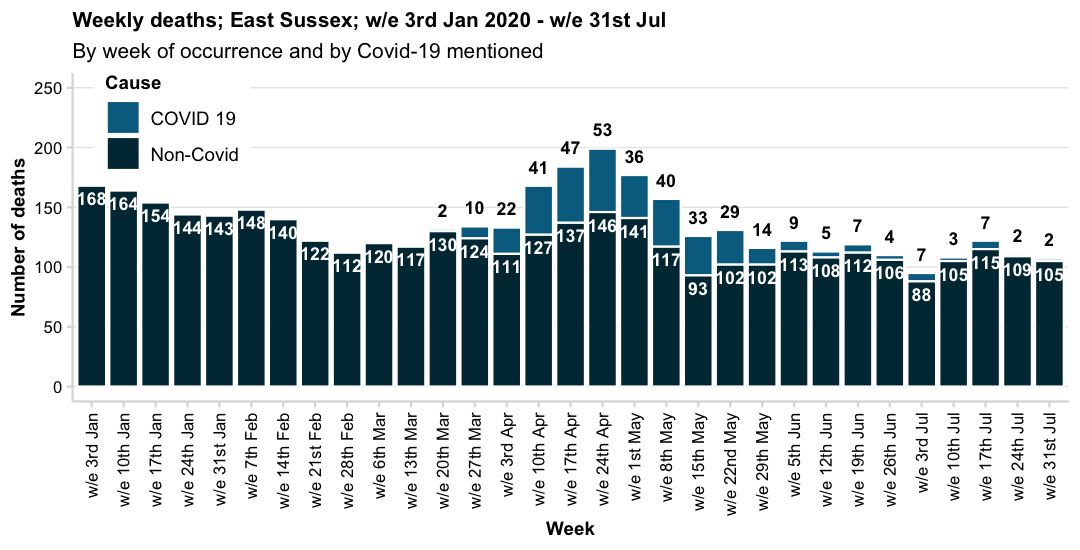 Weekly deaths; East Sussex; w/e 3rd Jan 2020 - w/e 31st Jul
By week of occurrence and by Covid-19 mentioned
Cause
COVID 19
Non-Covid
Number of deaths
250
200
150
100
50
0
2 10 22 41 47 53 36 40 33 29 14 9 5 7 4 7 3 7 2 2
168 164 154 144 143 148 140 122 112 120 117 130 124 111 127 137 146 141 117 93 102 102 113 108 112 106 88 105 115 109 105
w/e 3rd Jan
w/e 10th Jan
w/e 17th Jan
w/e 24th Jan
w/e 31st Jan
w/e 7th Feb
w/e 14th Feb
w/e 21st Feb
w/e 28th Feb
w/e 6th Mar
w/e 13th Mar
w/e 20th Mar
w/e 27th Mar
w/e 3rd Apr
w/e 10th Apr
w/e 17th Apr
w/e 24th Apr
w/e 1st May
w/e 8th May
w/e 15th May
w/e 22nd May
w/e 29th May
w/e 5th Jun
w/e 12th Jun
w/e 19th Jun
w/e 26th Jun
w/e 3rd Jul
w/e 10th Jul
w/e 17th Jul
w/e 24th Jul
w/e 31st Jul
Week